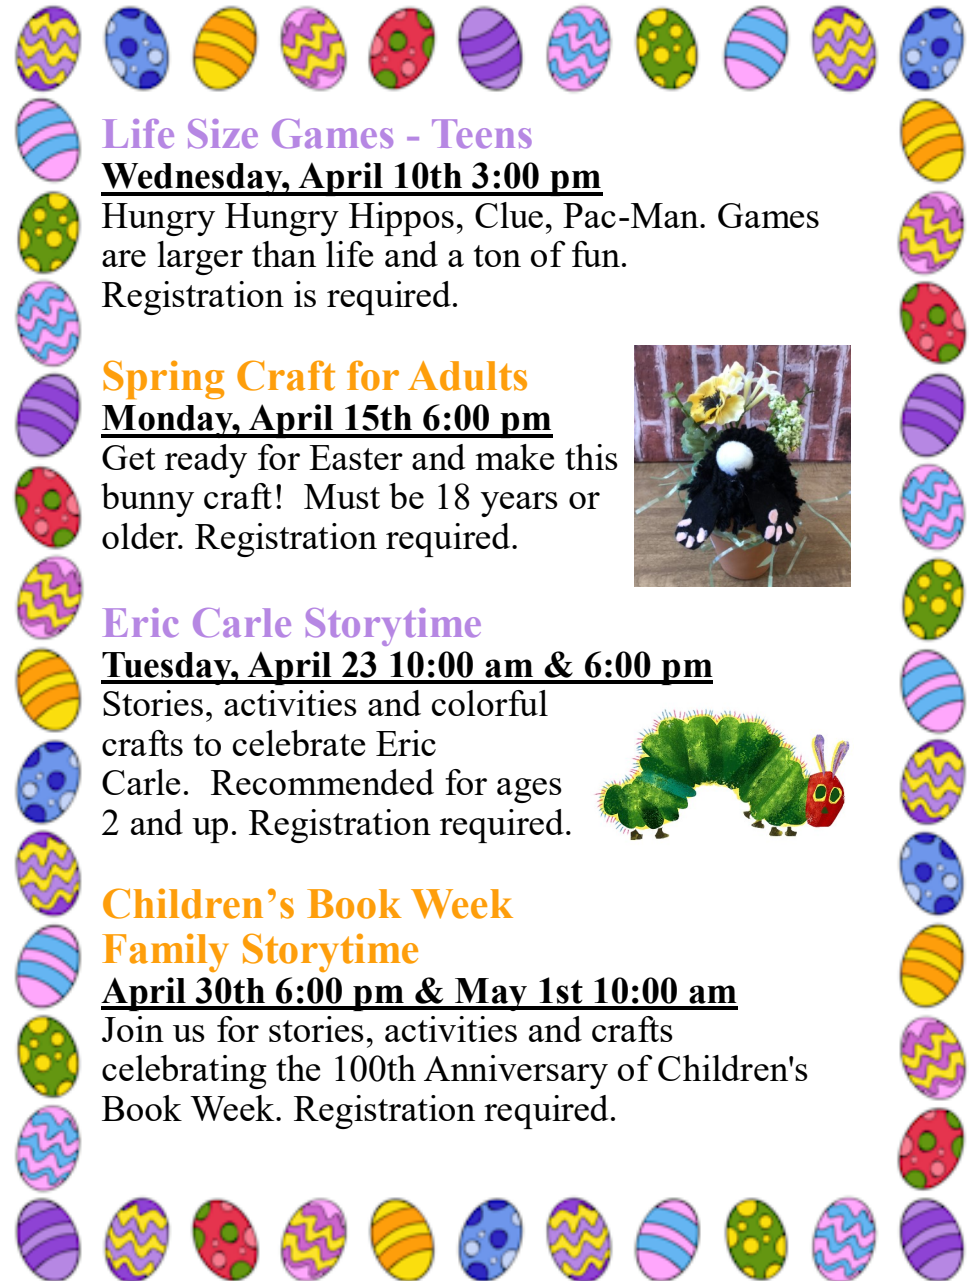 Life Size Games - Teens
Wednesday, April 10th 3:00 pm
Hungry Hungry Hippos, Clue, Pac-Man. Games
are larger than life and a ton of fun.
Registration is required.
Spring Craft for Adults
Monday, April 15th 6:00 pm
Get ready for Easter and make this
bunny craft!  Must be 18 years or
older. Registration required.
Eric Carle Storytime
Tuesday, April 23 10:00 am & 6:00 pm
Stories, activities and colorful
crafts to celebrate Eric
Carle.  Recommended for ages
2 and up. Registration required.
Children’s Book Week
Family Storytime
April 30th 6:00 pm & May 1st 10:00 am
Join us for stories, activities and crafts
celebrating the 100th Anniversary of Children's
Book Week. Registration required.